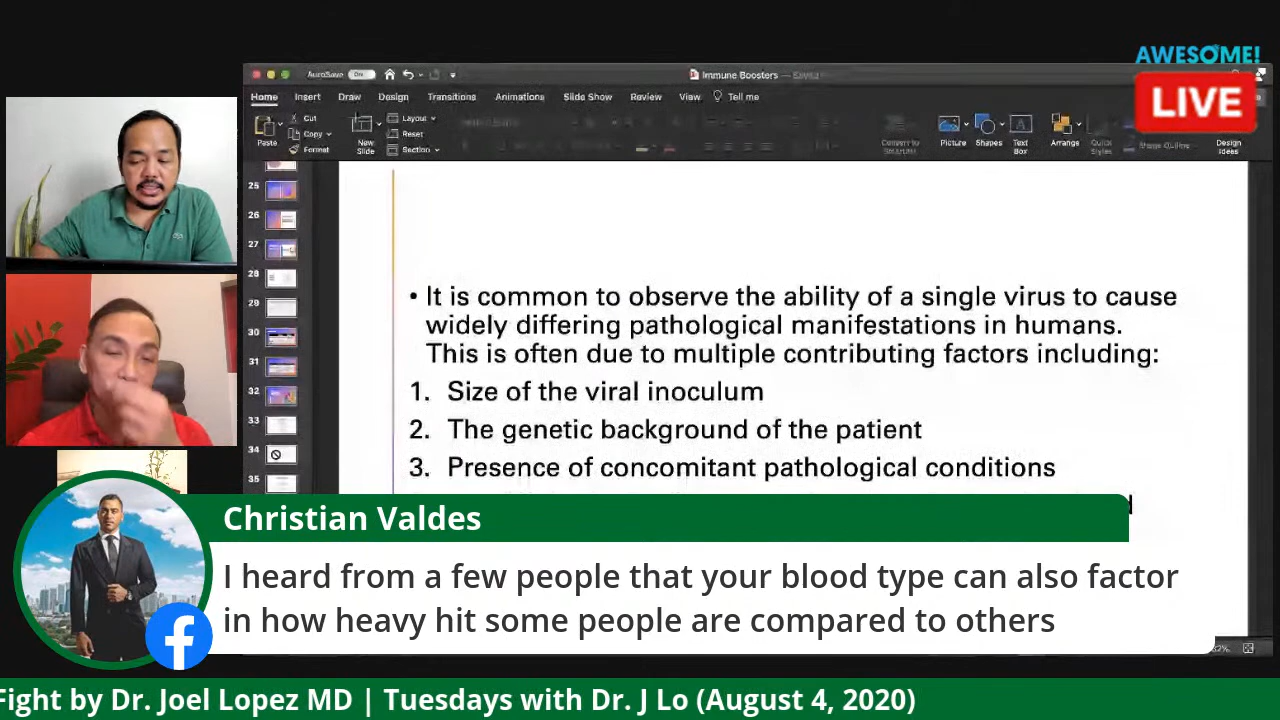 AWESOME!
LIVE
AutoSave
Immune Boosters
Home Insert Draw Design Transitions Animations Slide Show Review View Tell me
Paste
Cut
Copy
Format
New
Slide
Layout
Reset
Section
Picture
Shapes
Text
Box
Arrange
Quick
Styles
Shape Outline
Design
Ideas
25
26
27
28
29
30
31
32
33
34
35
• It is common to observe the ability of a single virus to cause
widely differing pathological manifestations in humans.
This is often due to multiple contributing factors including:
1. Size of the viral inoculum
2. The genetic background of the patient
3. Presence of concomitant pathological conditions
Christian Valdes
I heard from a few people that your blood type can also factor
in how heavy hit some people are compared to others
Fight by Dr. Joel Lopez MD | Tuesdays with Dr. J Lo (August 4, 2020)